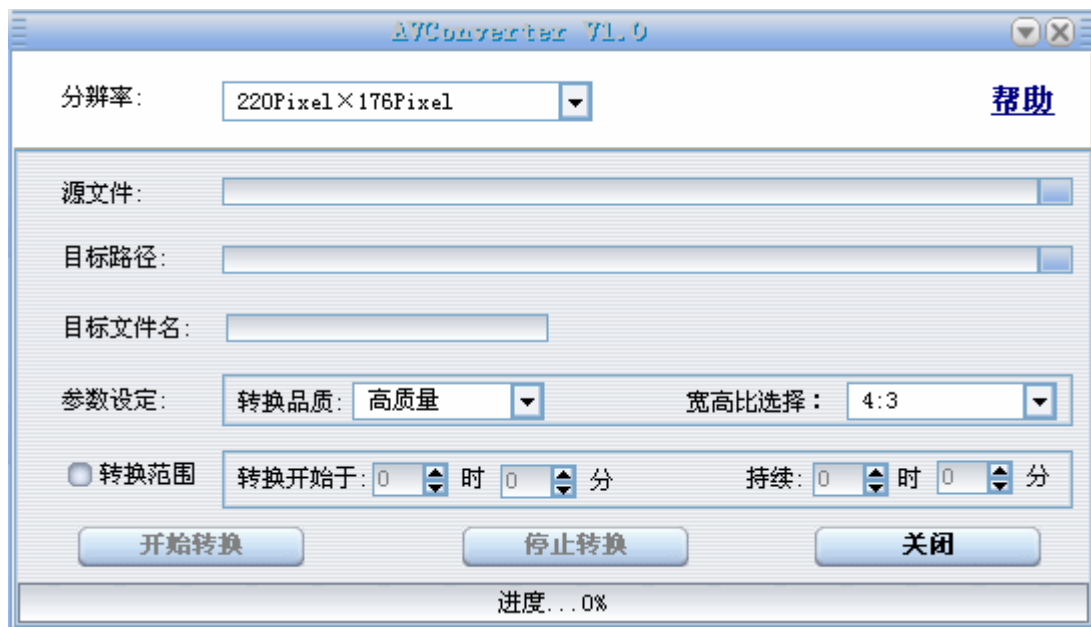 AVConverter V1.0
分辨率: 220Pixel×176Pixel 帮助
源文件:
目标路径:
目标文件名:
参数设定: 转换品质: 高质量 宽高比选择： 4:3
转换范围 转换开始于: 0 时 0 分 持续: 0 时 0 分
开始转换 停止转换 关闭
进度...0%